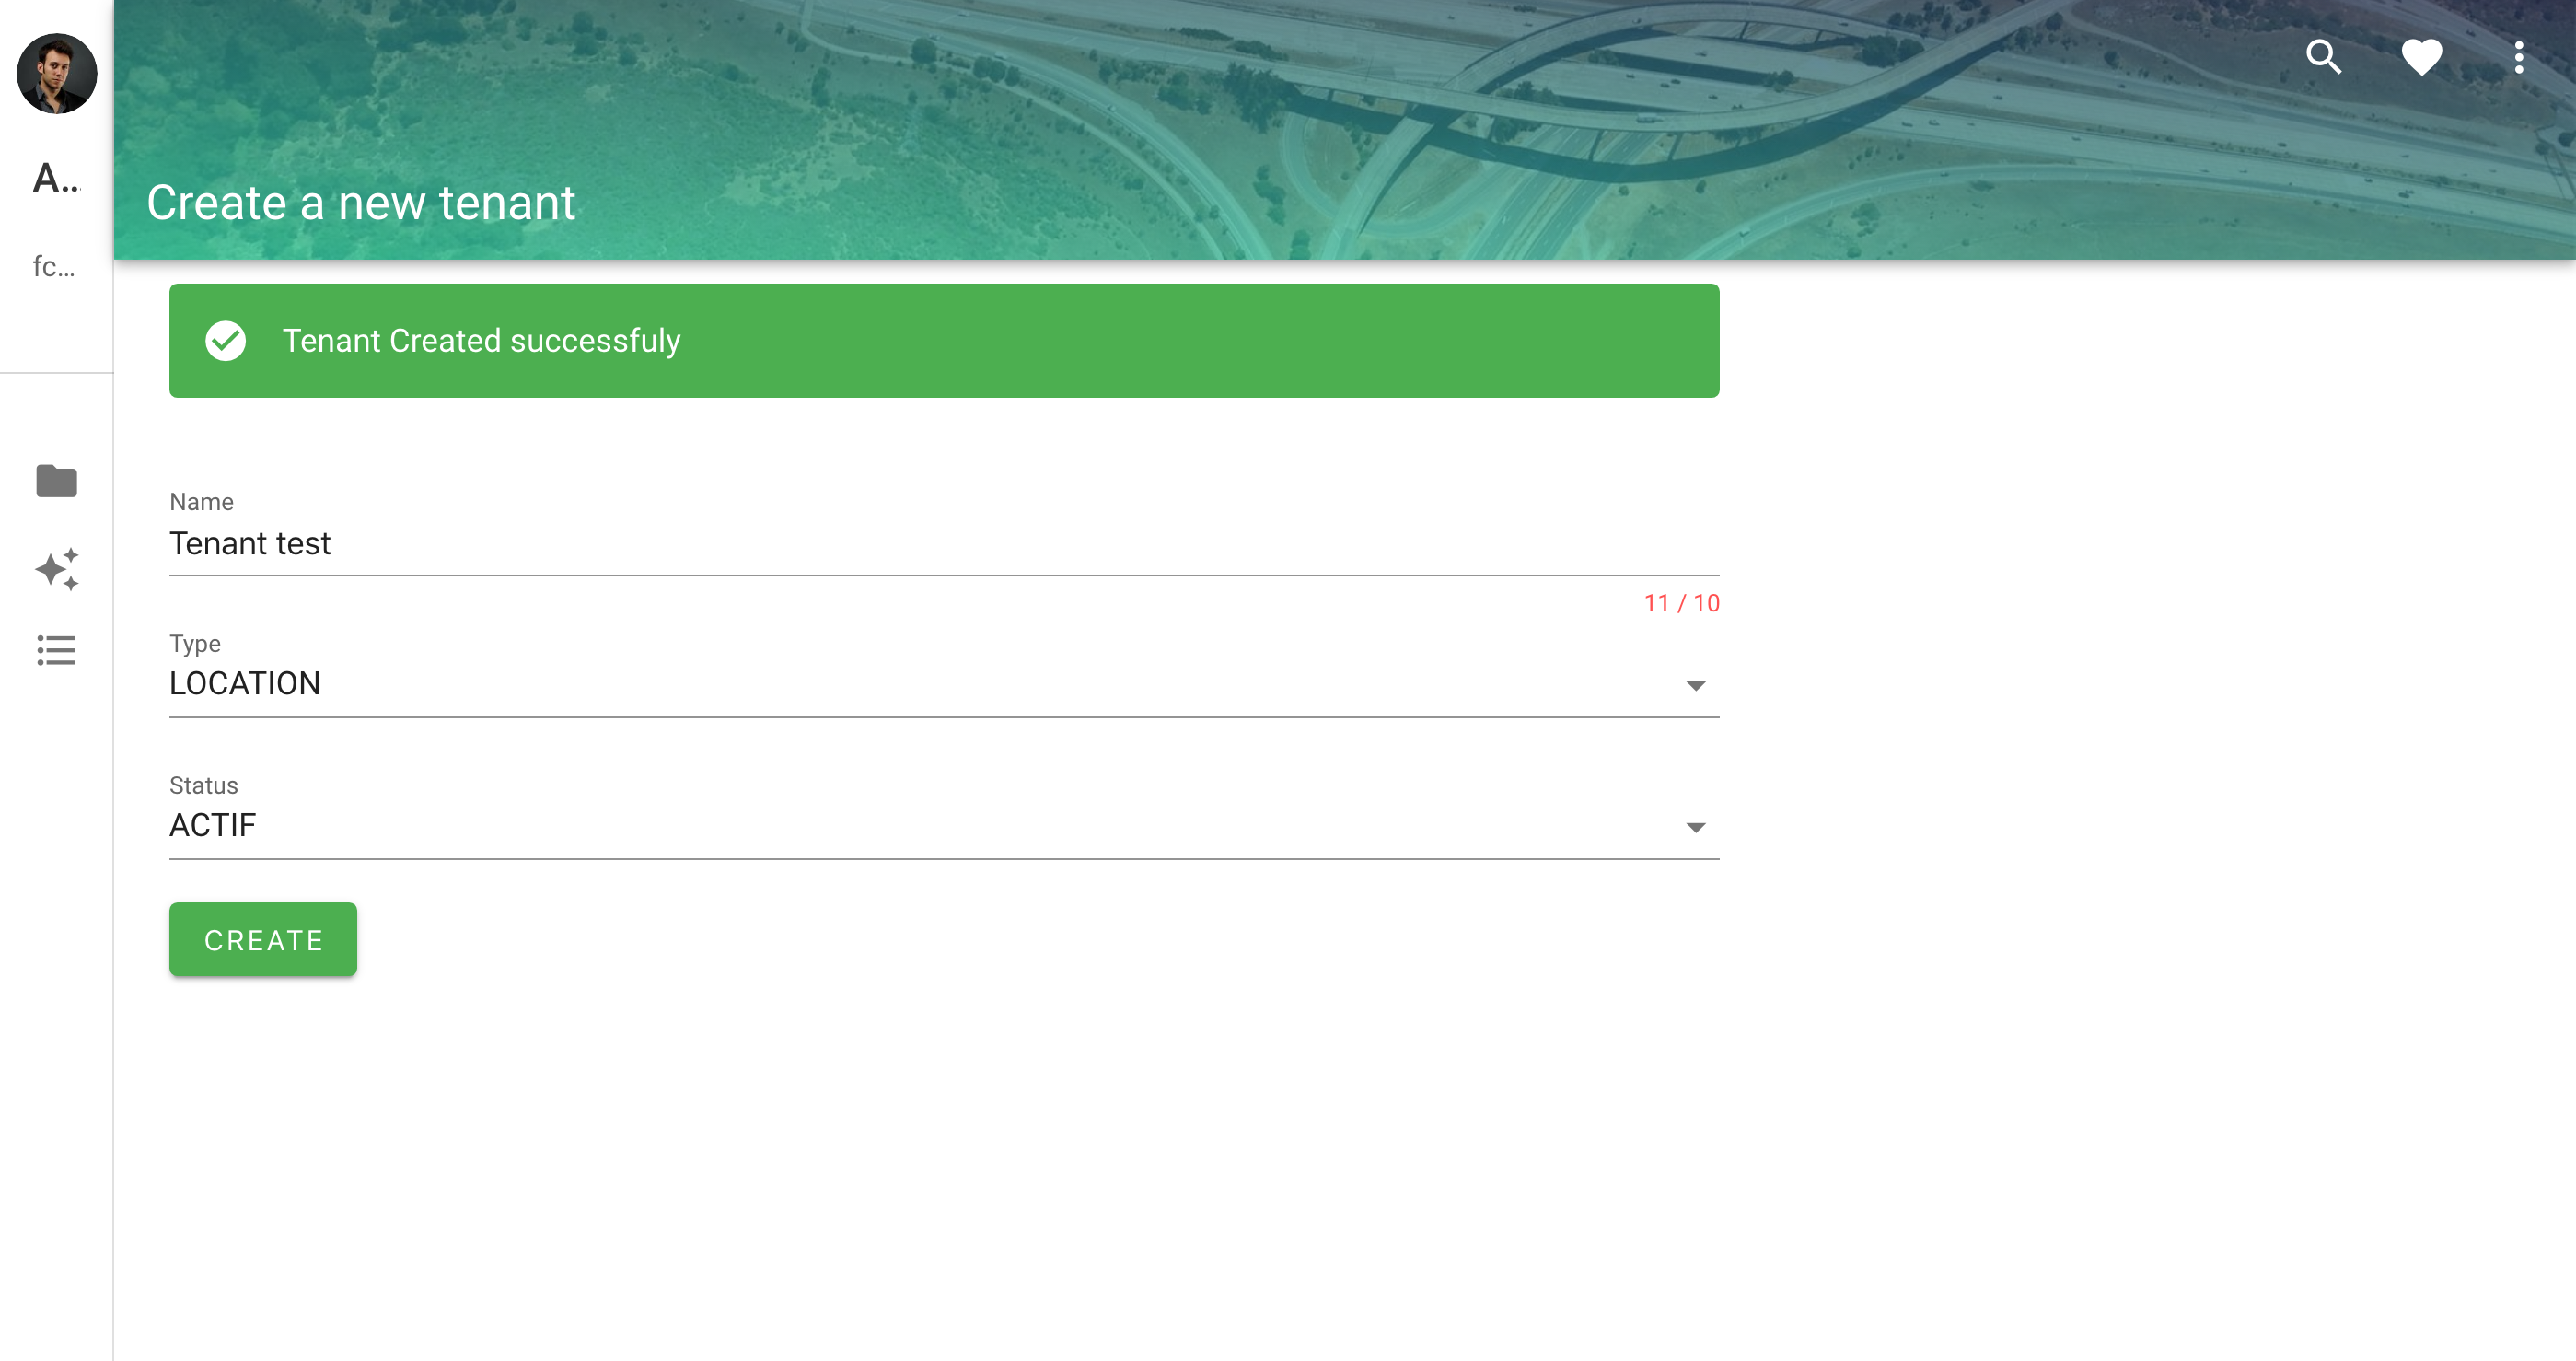 A...
fc...
Create a new tenant
Tenant Created successfuly
Name
Tenant test
11 / 10
Type
LOCATION
Status
ACTIF
CREATE